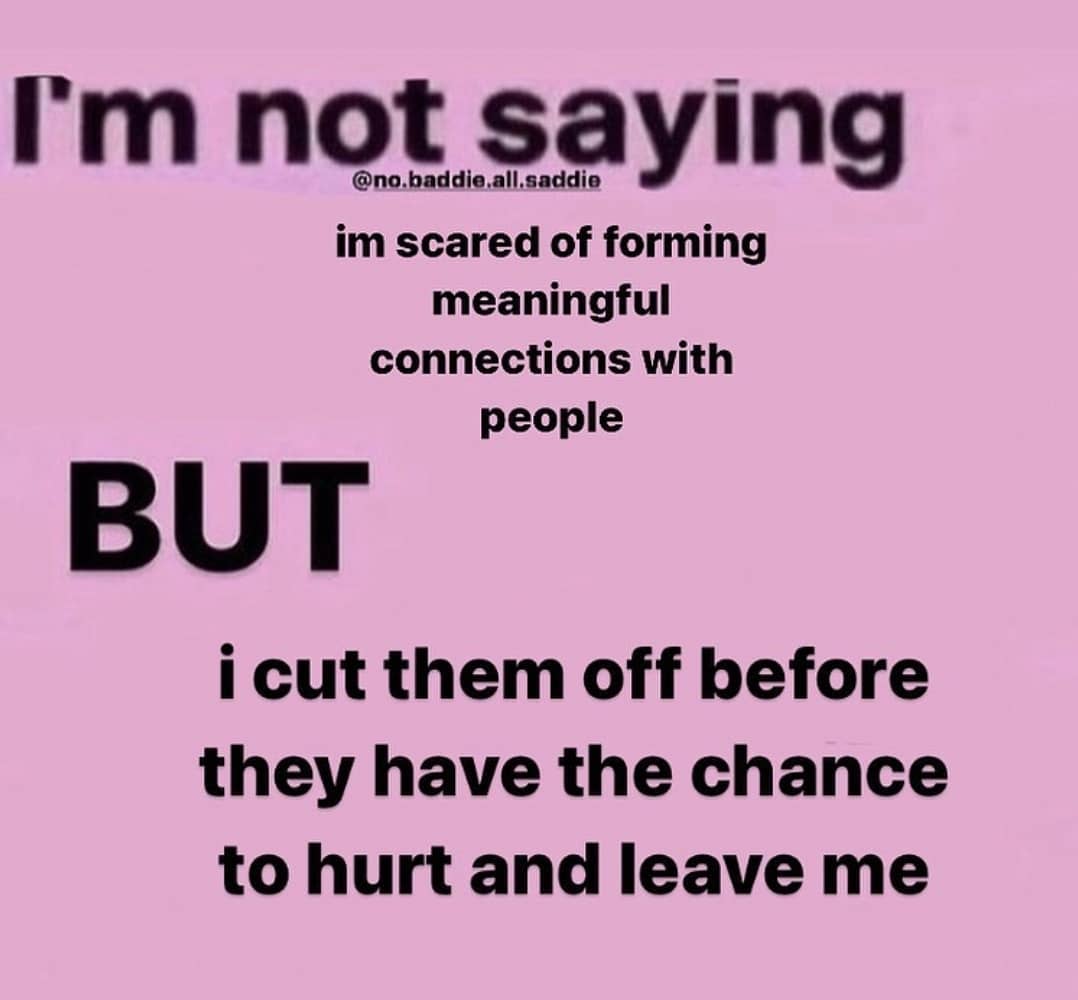 I'm not saying
@no.baddie.all.saddie
im scared of forming
meaningful
connections with
people
BUT
i cut them off before
they have the chance
to hurt and leave me